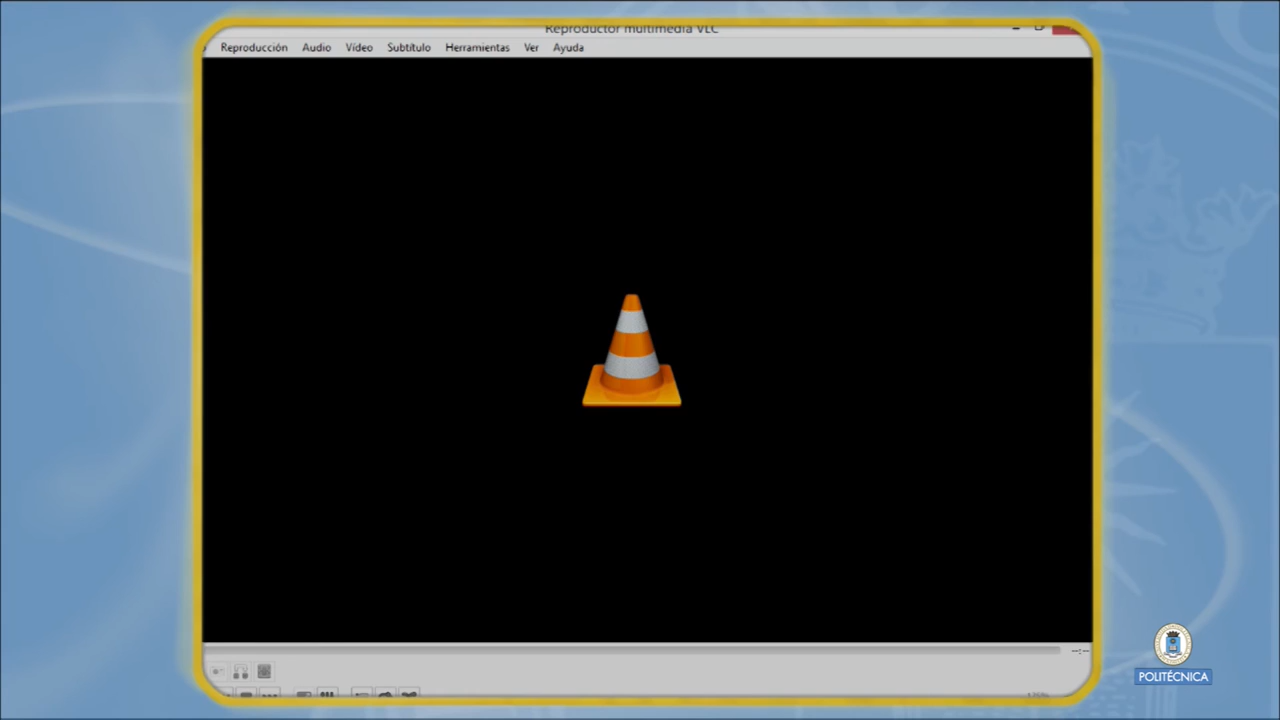 Reproductor multimedia VLC
Reproducción Audio Vídeo Subtítulo Herramientas Ver Ayuda
--:--
POLITÉCNICA